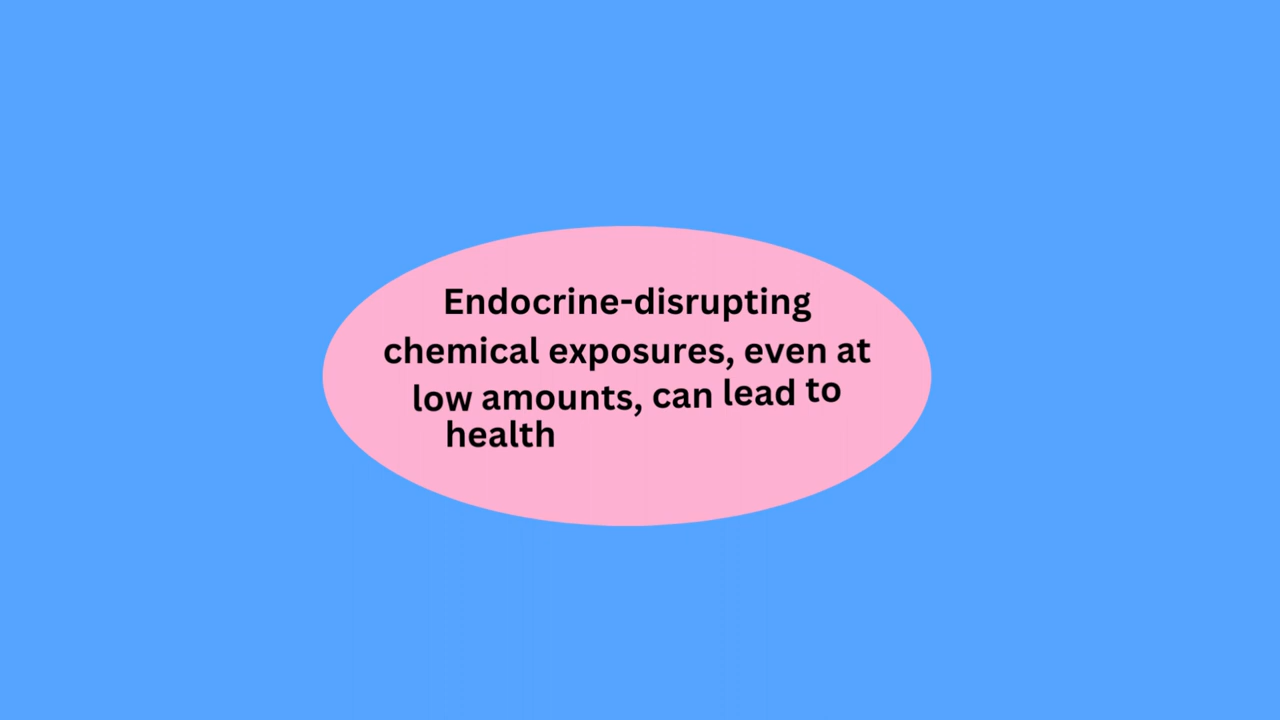 Endocrine-disrupting
chemical exposures, even at
low amounts, can lead to
health